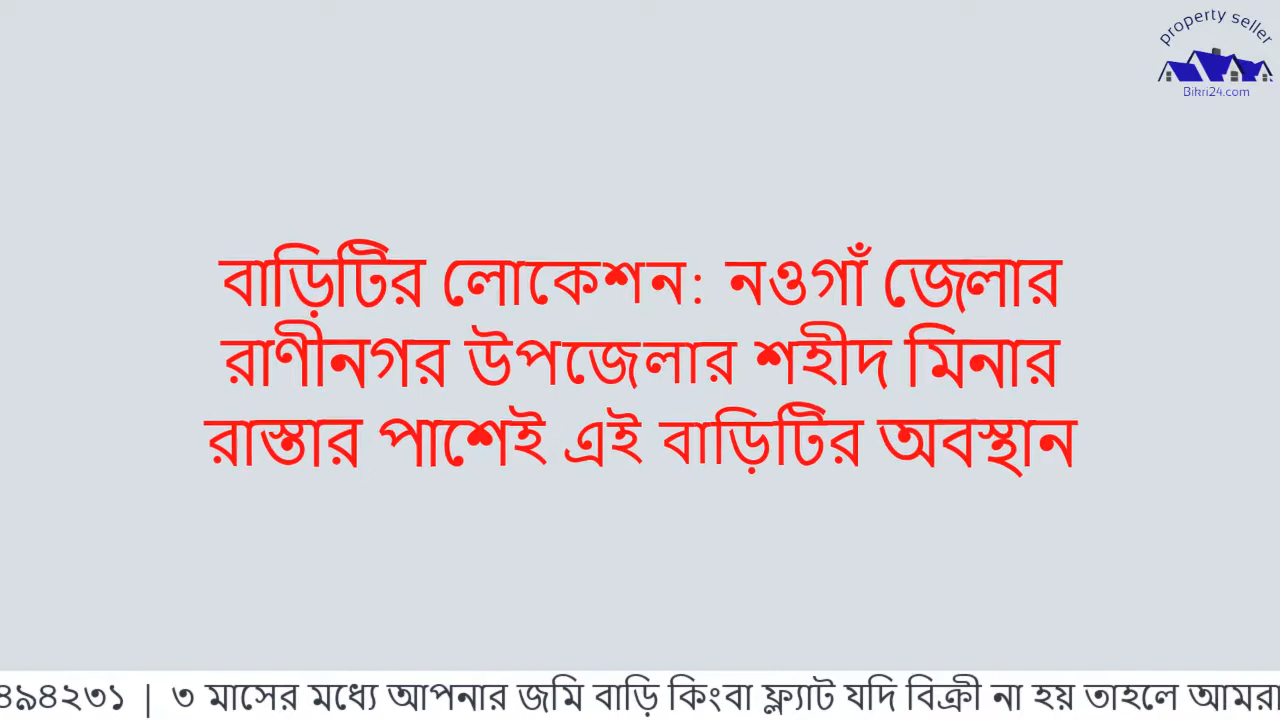 property seller
Bikri24.com
বাড়িটির লোকেশন: নওগাঁ জেলার
রাণীনগর উপজেলার শহীদ মিনার
রাস্তার পাশেই এই বাড়িটির অবস্থান
৪৯৪২৩১ | ৩ মাসের মধ্যে আপনার জমি বাড়ি কিংবা ফ্ল্যাট যদি বিক্রী না হয় তাহলে আমরা